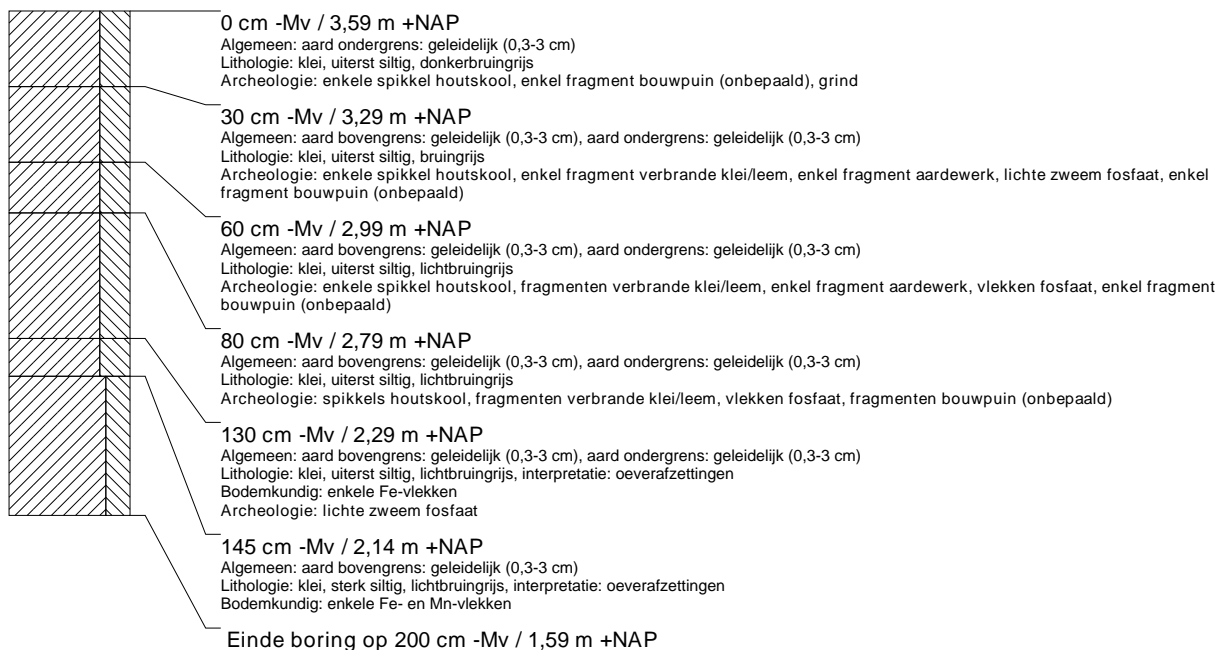 0 cm -Mv / 3,59 m +NAP
Algemeen: aard ondergrens: geleidelijk (0,3-3 cm)
Lithologie: klei, uiterst siltig, donkerbruingrijs
Archeologie: enkele spikkel houtskool, enkel fragment bouwpuin (onbepaald), grind
30 cm -Mv / 3,29 m +NAP
Algemeen: aard bovengrens: geleidelijk (0,3-3 cm), aard ondergrens: geleidelijk (0,3-3 cm)
Lithologie: klei, uiterst siltig, bruingrijs
Archeologie: enkele spikkel houtskool, enkel fragment verbrande klei/leem, enkel fragment aardewerk, lichte zweem fosfaat, enkel
fragment bouwpuin (onbepaald)
60 cm -Mv / 2,99 m +NAP
Algemeen: aard bovengrens: geleidelijk (0,3-3 cm), aard ondergrens: geleidelijk (0,3-3 cm)
Lithologie: klei, uiterst siltig, lichtbruingrijs
Archeologie: enkele spikkel houtskool, fragmenten verbrande klei/leem, enkel fragment aardewerk, vlekken fosfaat, enkel fragment
bouwpuin (onbepaald)
80 cm -Mv / 2,79 m +NAP
Algemeen: aard bovengrens: geleidelijk (0,3-3 cm), aard ondergrens: geleidelijk (0,3-3 cm)
Lithologie: klei, uiterst siltig, lichtbruingrijs
Archeologie: spikkels houtskool, fragmenten verbrande klei/leem, vlekken fosfaat, fragmenten bouwpuin (onbepaald)
130 cm -Mv / 2,29 m +NAP
Algemeen: aard bovengrens: geleidelijk (0,3-3 cm), aard ondergrens: geleidelijk (0,3-3 cm)
Lithologie: klei, uiterst siltig, lichtbruingrijs, interpretatie: oeverafzettingen
Bodemkundig: enkele Fe-vlekken
Archeologie: lichte zweem fosfaat
145 cm -Mv / 2,14 m +NAP
Algemeen: aard bovengrens: geleidelijk (0,3-3 cm)
Lithologie: klei, sterk siltig, lichtbruingrijs, interpretatie: oeverafzettingen
Bodemkundig: enkele Fe- en Mn-vlekken
Einde boring op 200 cm -Mv / 1,59 m +NAP